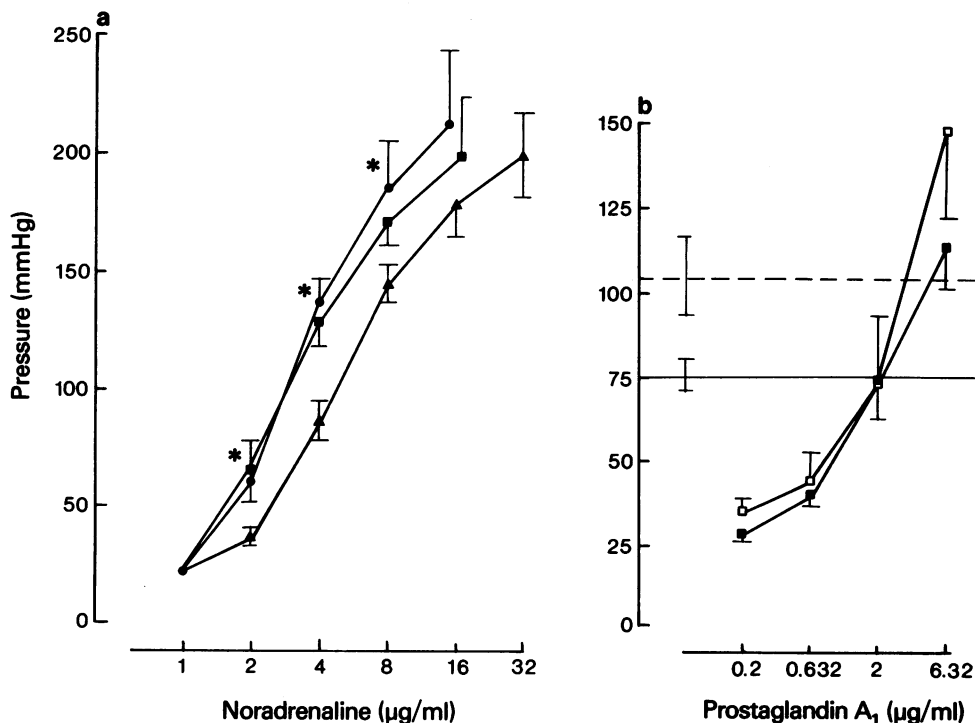 a
250
200
150
100
50
0
Pressure (mmHg)
*
*
*
1 2 4 8 16 32
Noradrenaline (µg/ml)
b
150
125
100
75
50
25
0
0.2 0.632 2 6.32
Prostaglandin A₁ (µg/ml)